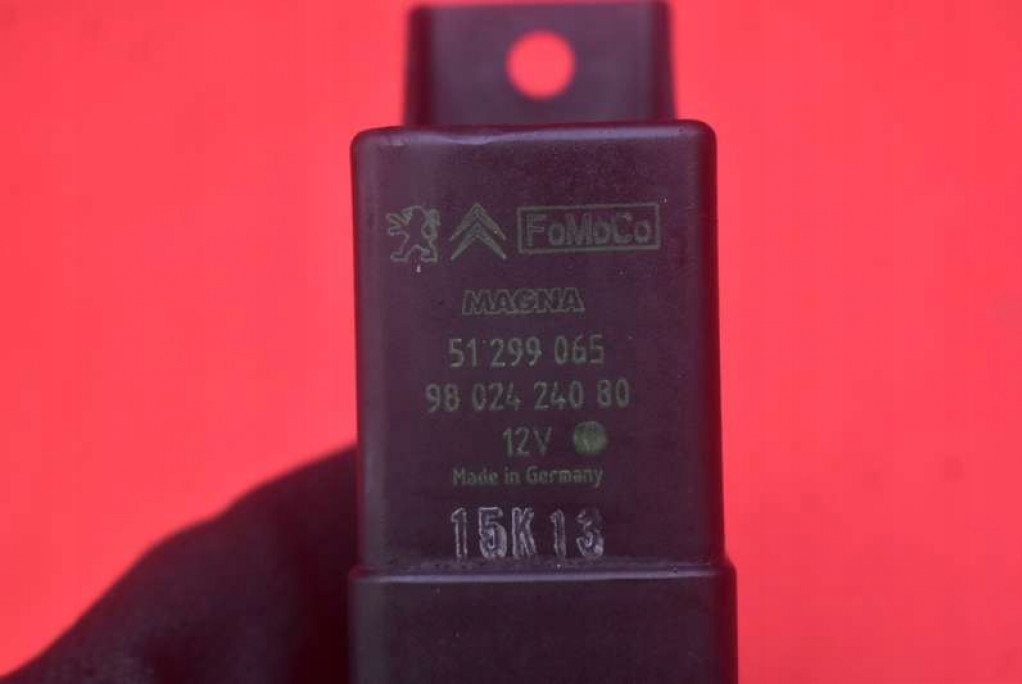 FoMoCo
MAGNA
51 299 065
98 024 240 80
12V
Made in Germany
15K13